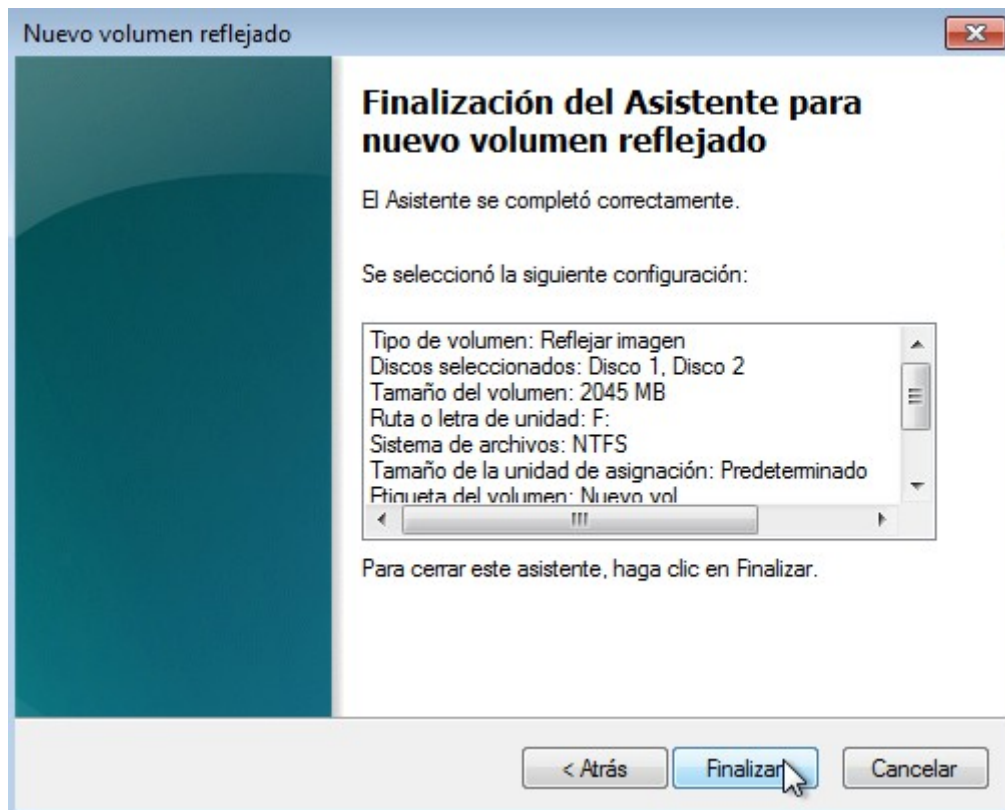 Nuevo volumen reflejado
Finalización del Asistente para
nuevo volumen reflejado
El Asistente se completó correctamente.
Se seleccionó la siguiente configuración:
Tipo de volumen: Reflejar imagen
Discos seleccionados: Disco 1, Disco 2
Tamaño del volumen: 2045 MB
Ruta o letra de unidad: F:
Sistema de archivos: NTFS
Tamaño de la unidad de asignación: Predeterminado
Etiqueta del volumen: Nuevo vol
Para cerrar este asistente, haga clic en Finalizar.
< Atrás
Finalizar
Cancelar